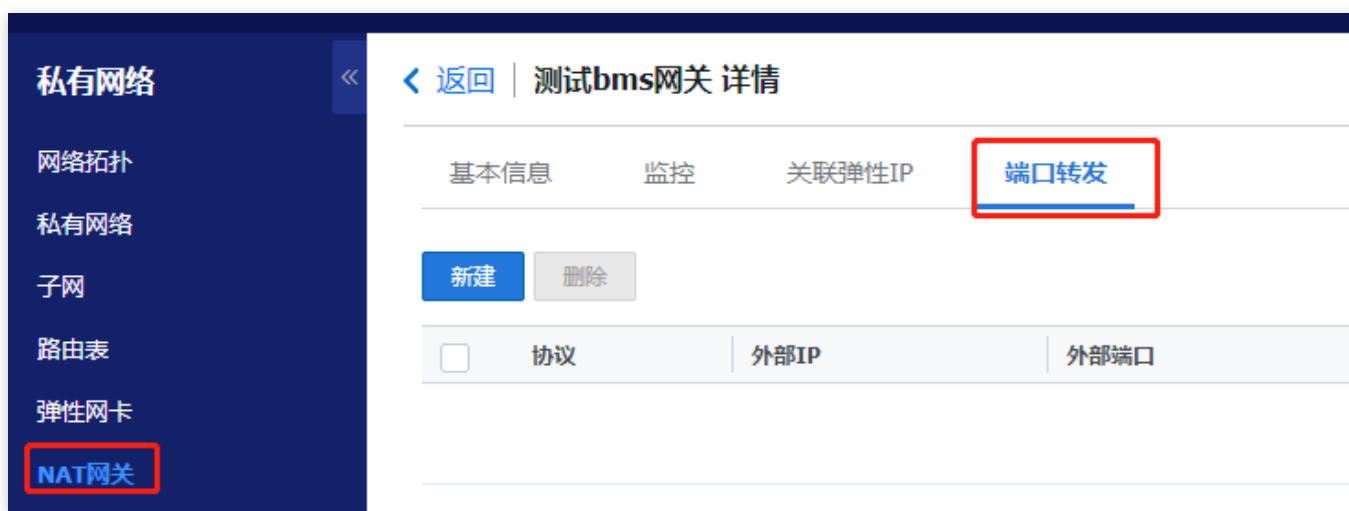 私有网络 «
返回 测试bms网关 详情
网络拓扑
私有网络
子网
路由表
弹性网卡
NAT网关
基本信息 监控 关联弹性IP 端口转发
新建 删除
协议 外部IP 外部端口